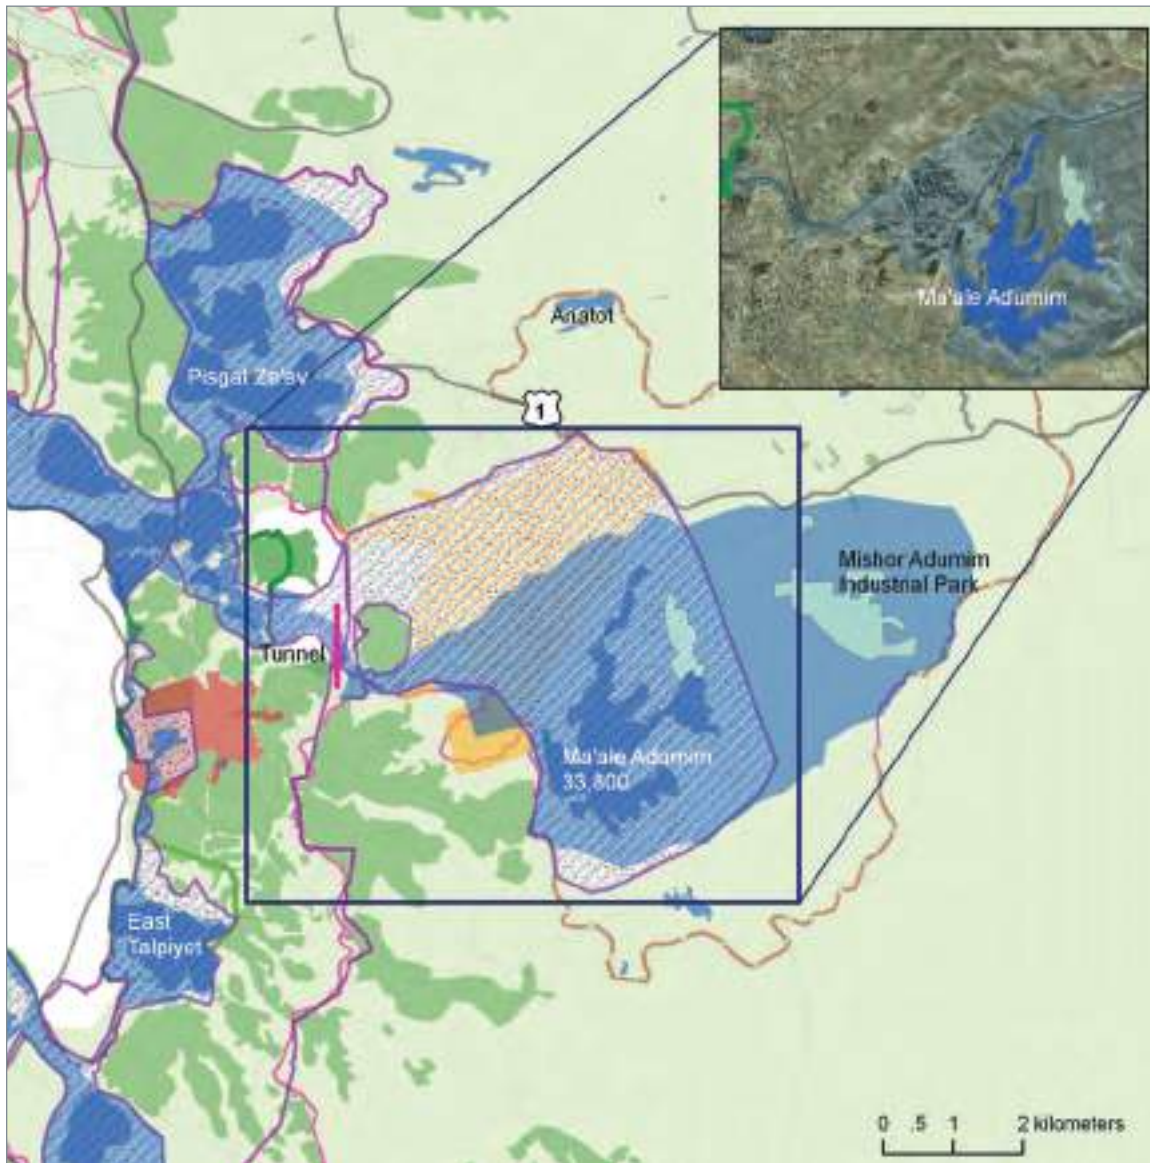 Ma'ale Adumim
Anatot
Pisgat Ze'ev
1
Mishor Adumim
Industrial Park
Tunnel
Ma'ale Adumim
33,800
East
Talpiyot
0 .5 1 2 kilometers